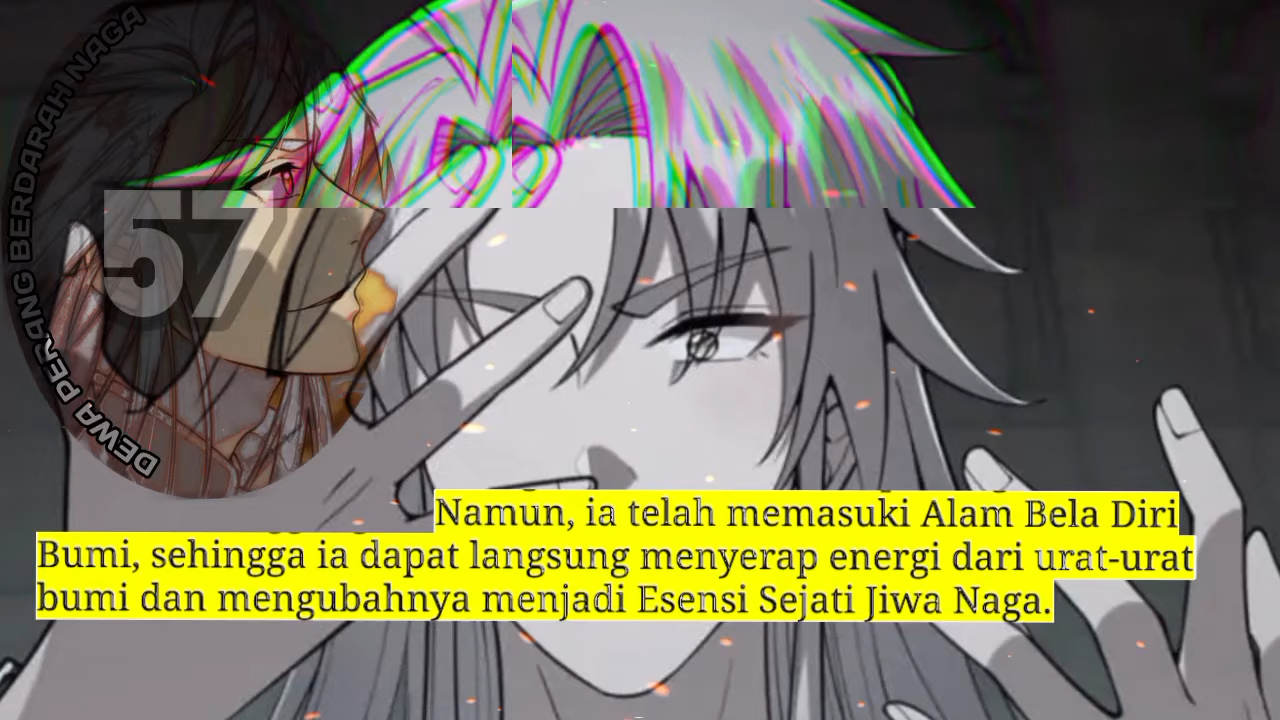 DEWA PERANG BERDARAH NAGA
57
Namun, ia telah memasuki Alam Bela Diri
Bumi, sehingga ia dapat langsung menyerap energi dari urat-urat
bumi dan mengubahnya menjadi Esensi Sejati Jiwa Naga.